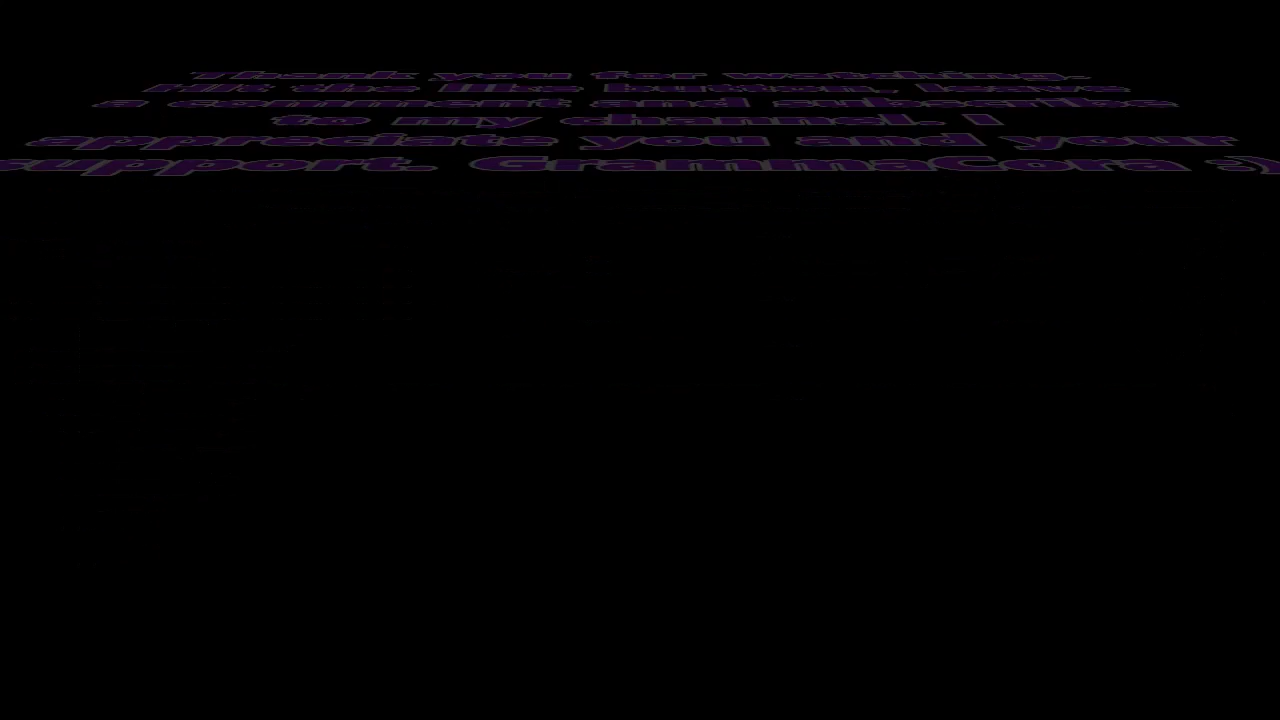 Thank you for watching.
Hit the like button, leave
a comment and subscribe
to my channel. I
appreciate you and your
support. GrammaCora :)